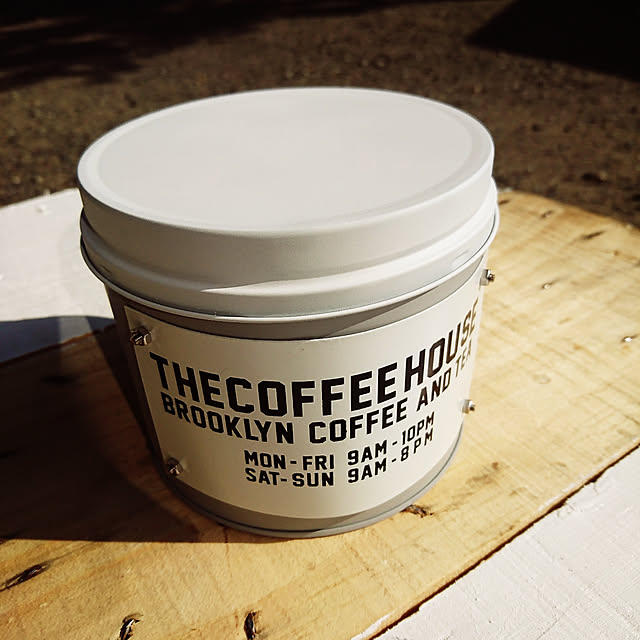 THECOFFEEHOUSE
BROOKLYN COFFEE AND TEA
MON-FRI 9AM-10PM
SAT-SUN 9AM-8PM